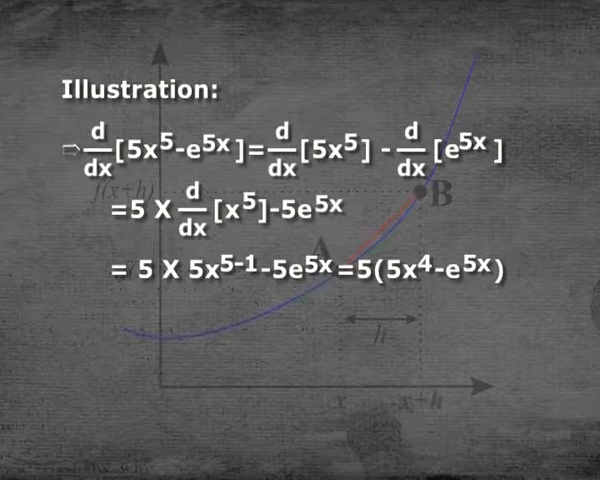 Illustration:
⇒ d/dx [5x⁵-e⁵ˣ]= d/dx [5x⁵] - d/dx [e⁵ˣ]
f(x+h)
=5 X d/dx [x⁵]-5e⁵ˣ
B
A
= 5 X 5x⁵⁻¹-5e⁵ˣ=5(5x⁴-e⁵ˣ)
h
x x+h